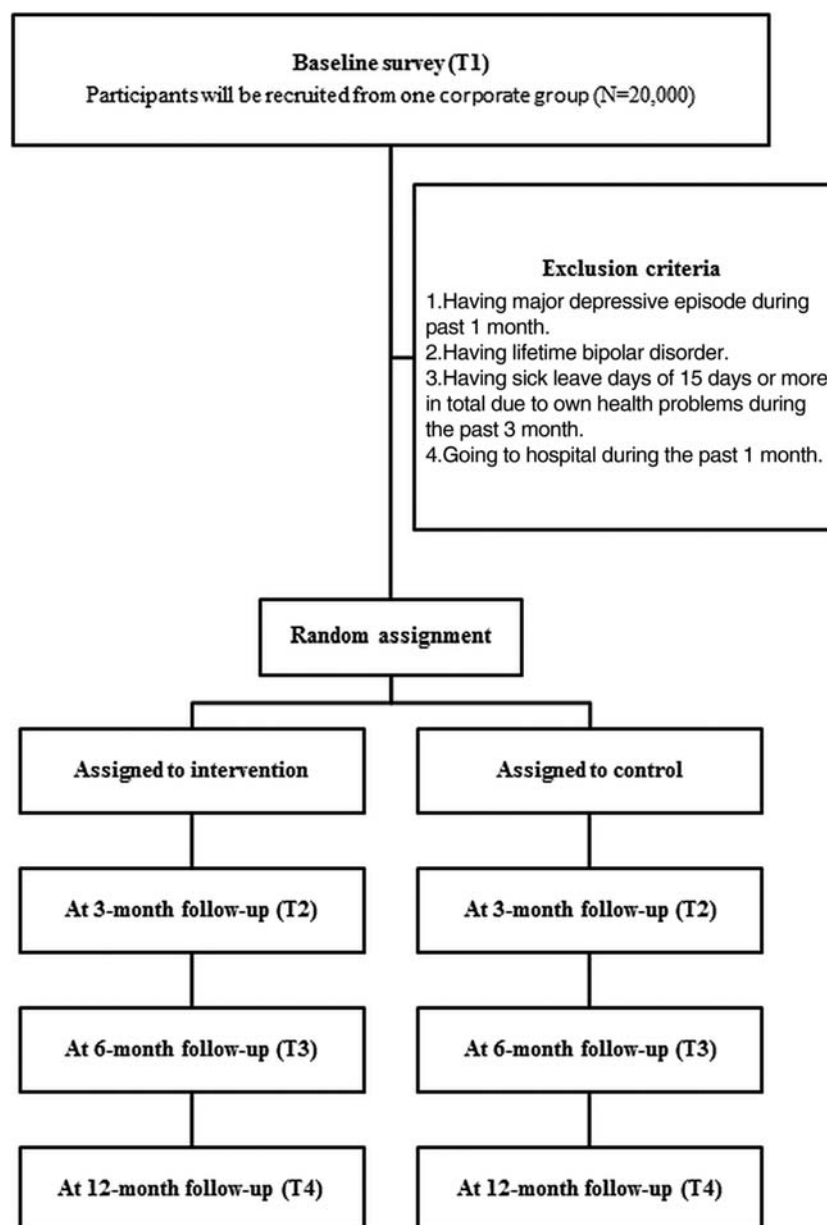 Baseline survey (T1)
Participants will be recruited from one corporate group (N=20,000)
Exclusion criteria
1.Having major depressive episode during
past 1 month.
2.Having lifetime bipolar disorder.
3.Having sick leave days of 15 days or more
in total due to own health problems during
the past 3 month.
4.Going to hospital during the past 1 month.
Random assignment
Assigned to intervention
Assigned to control
At 3-month follow-up (T2)
At 3-month follow-up (T2)
At 6-month follow-up (T3)
At 6-month follow-up (T3)
At 12-month follow-up (T4)
At 12-month follow-up (T4)